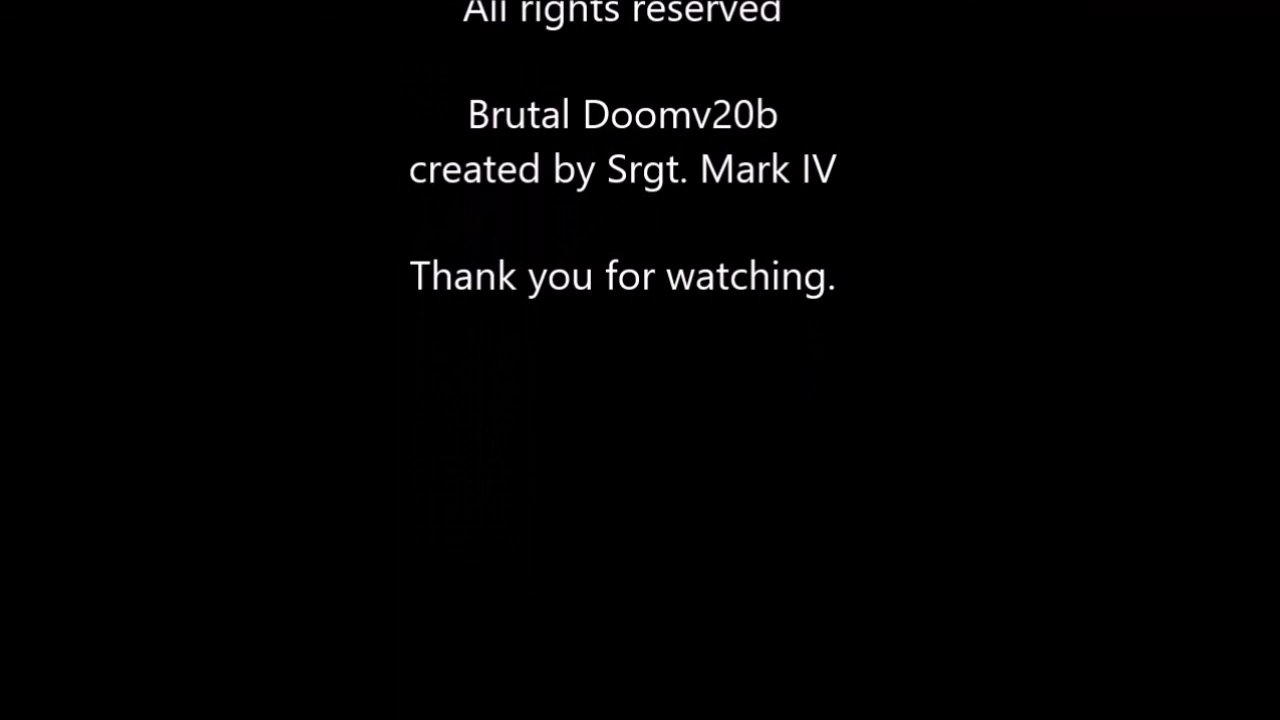 All rights reserved
Brutal Doomv20b
created by Srgt. Mark IV
Thank you for watching.